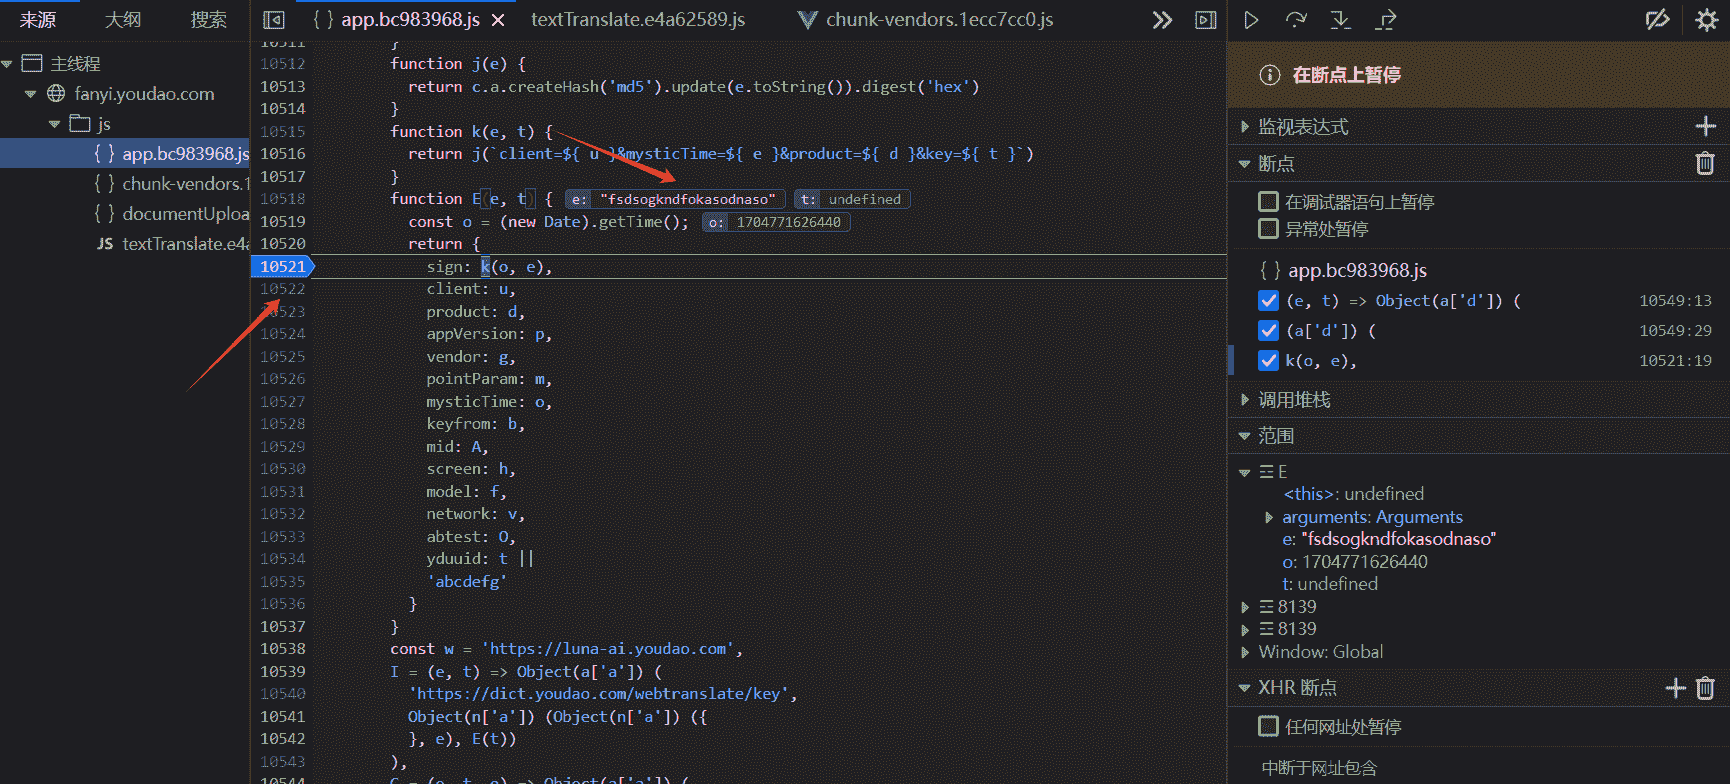 来源 大纲 搜索
主线程
fanyi.youdao.com
js
{ } app.bc983968.js
{ } chunk-vendors.1
{ } documentUploa
JS textTranslate.e4a
{ } app.bc983968.js × textTranslate.e4a62589.js chunk-vendors.1ecc7cc0.js
10511 }
10512 function j(e) {
10513 return c.a.createHash('md5').update(e.toString()).digest('hex')
10514 }
10515 function k(e, t) {
10516 return j(`client=${ u }&mysticTime=${ e }&product=${ d }&key=${ t }`)
10517 }
10518 function E(e, t) { e: "fsdsogkndfokasodnaso" t: undefined
10519 const o = (new Date).getTime(); o: 1704771626440
10520 return {
10521 sign: k(o, e),
10522 client: u,
10523 product: d,
10524 appVersion: p,
10525 vendor: g,
10526 pointParam: m,
10527 mysticTime: o,
10528 keyfrom: b,
10529 mid: A,
10530 screen: h,
10531 model: f,
10532 network: v,
10533 abtest: O,
10534 yduuid: t ||
10535 'abcdefg'
10536 }
10537 }
10538 const w = 'https://luna-ai.youdao.com',
10539 I = (e, t) => Object(a['a']) (
10540 'https://dict.youdao.com/webtranslate/key',
10541 Object(n['a']) (Object(n['a']) ({
10542 }, e), E(t))
10543 ),
10544 C = (e, t, o) => Object(a['a']) (
在断点上暂停
监视表达式
断点
在调试器语句上暂停
异常处暂停
{ } app.bc983968.js
(e, t) => Object(a['d']) ( 10549:13
(a['d']) ( 10549:29
k(o, e), 10521:19
调用堆栈
范围
E
<this>: undefined
arguments: Arguments
e: "fsdsogkndfokasodnaso"
o: 1704771626440
t: undefined
8139
8139
Window: Global
XHR 断点
任何网址处暂停
中断于网址包含